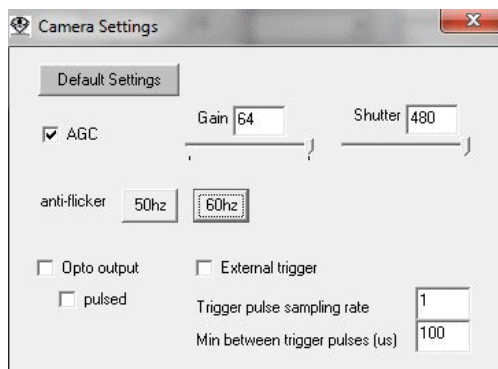 Camera Settings
x
Default Settings
AGC
Gain 64
Shutter 480
anti-flicker 50hz 60hz
Opto output
External trigger
pulsed
Trigger pulse sampling rate 1
Min between trigger pulses (us) 100